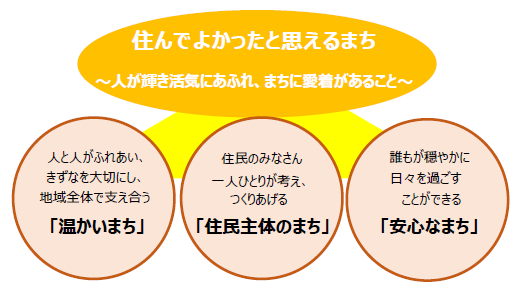 住んでよかったと思えるまち
～人が輝き活気にあふれ、まちに愛着があること～
人と人がふれあい、
きずなを大切にし、
地域全体で支え合う
「温かいまち」
住民のみなさん
一人ひとりが考え、
つくりあげる
「住民主体のまち」
誰もが穏やかに
日々を過ごす
ことができる
「安心なまち」